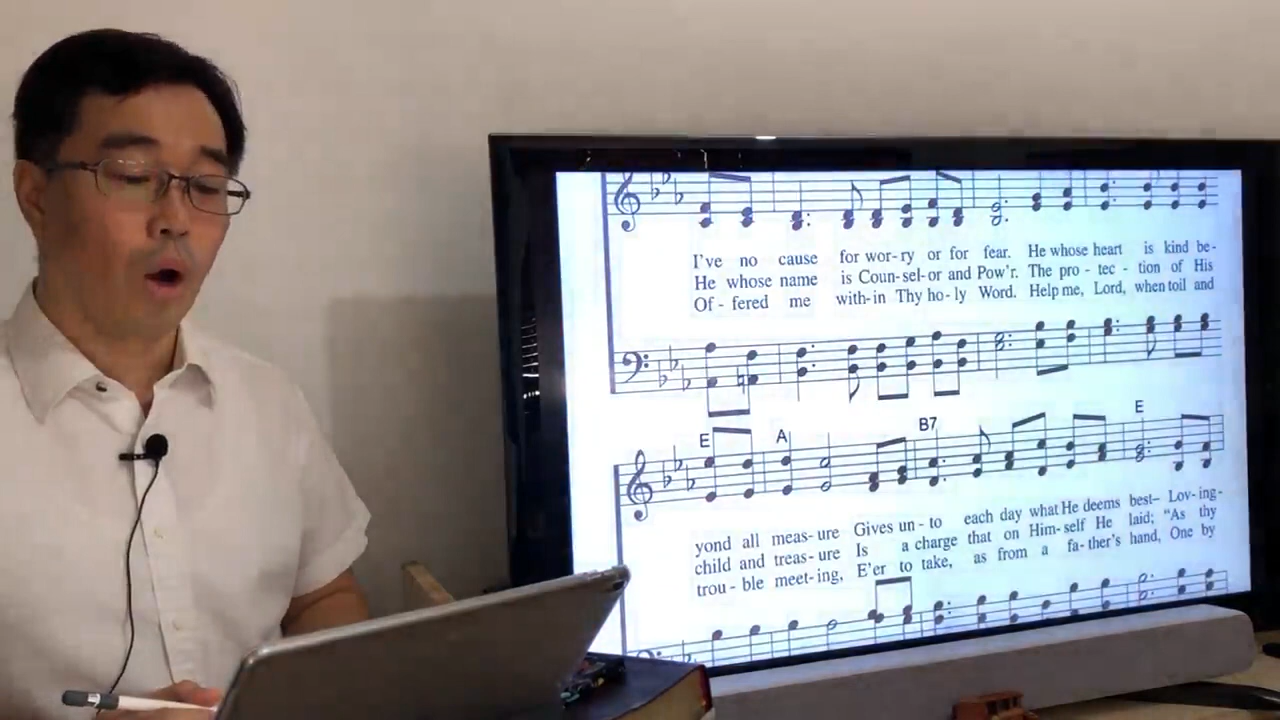 I've no cause for wor-ry or for fear. He whose heart is kind be-
He whose name is Coun-sel-or and Pow'r. The pro-tec-tion of His
Of-fered me with-in Thy ho-ly Word. Help me, Lord, when toil and
E A B7 E
yond all meas-ure Gives un-to each day what He deems best– Lov-ing-
child and treas-ure Is a charge that on Him-self He laid; "As thy
trou-ble meet-ing, E'er to take, as from a fa-ther's hand, One by